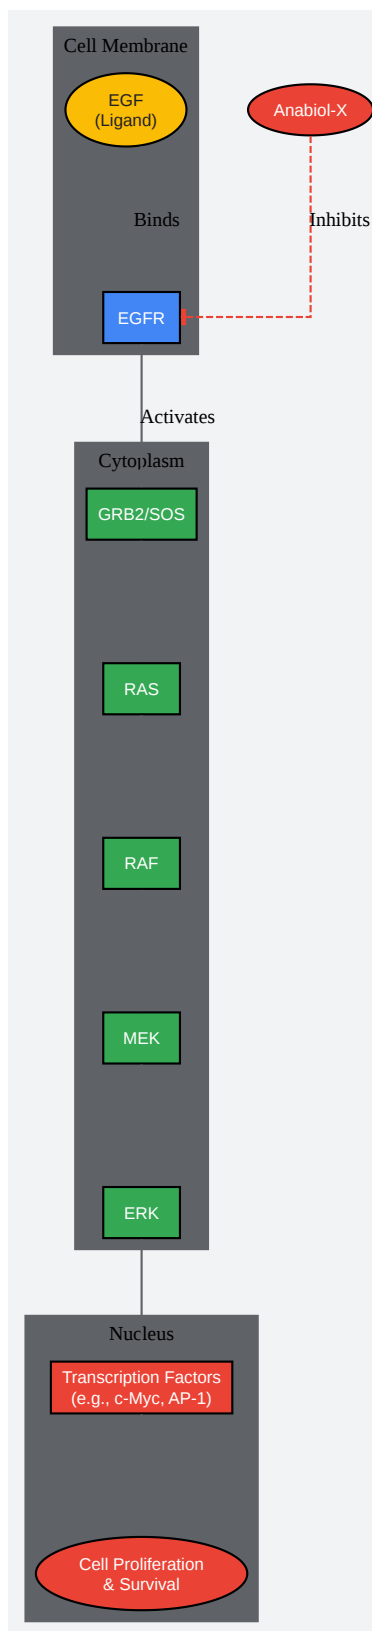 Cell Membrane
EGF
(Ligand)
Anabiol-X
Binds
Inhibits
EGFR
Activates
Cytoplasm
GRB2/SOS
RAS
RAF
MEK
ERK
Nucleus
Transcription Factors
(e.g., c-Myc, AP-1)
Cell Proliferation
& Survival